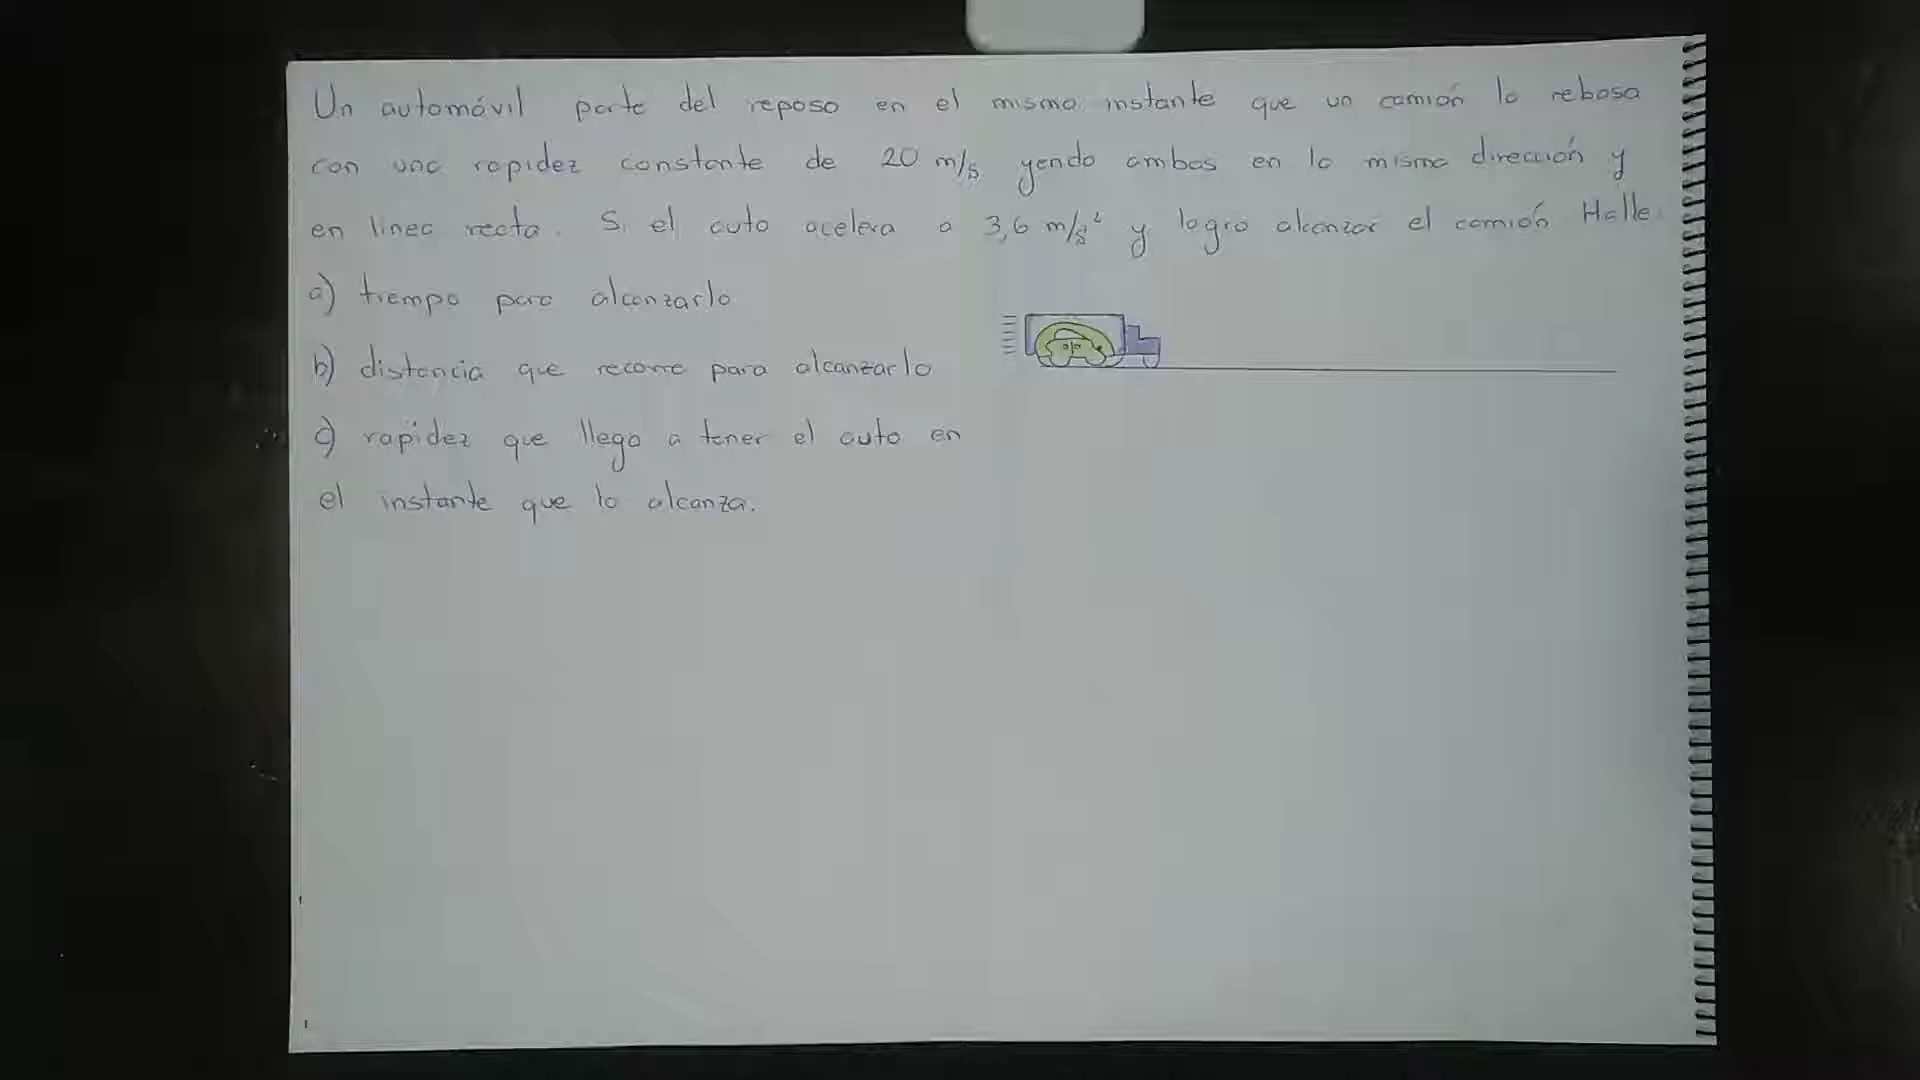 Un automóvil parte del reposo en el mismo instante que un camión lo rebasa
con una rapidez constante de 20 m/s yendo ambos en la misma dirección y
en linea recta. Si el auto acelera a 3,6 m/s² y logra alcanzar el camión Halle
a) tiempo para alcanzarlo
b) distancia que recorre para alcanzarlo
c) rapidez que llega a tener el auto en
el instante que lo alcanza.